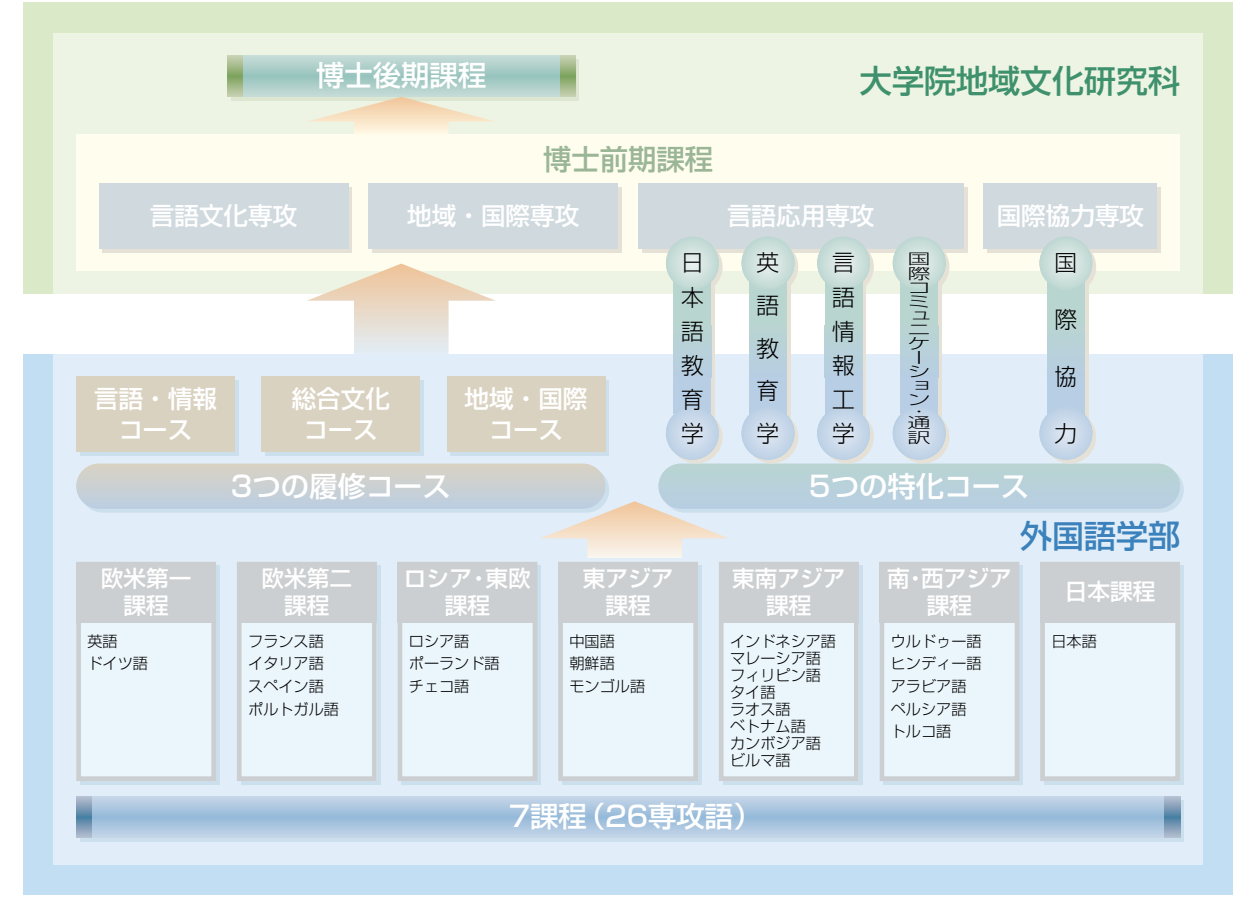 博士後期課程
大学院地域文化研究科
博士前期課程
言語文化専攻
地域・国際専攻
言語応用専攻
国際協力専攻
日本語教育学
英語教育学
言語情報工学
国際コミュニケーション・通訳
国際協力
言語・情報
コース
総合文化
コース
地域・国際
コース
3つの履修コース
5つの特化コース
外国語学部
欧米第一
課程
英語
ドイツ語
欧米第二
課程
フランス語
イタリア語
スペイン語
ポルトガル語
ロシア・東欧
課程
ロシア語
ポーランド語
チェコ語
東アジア
課程
中国語
朝鮮語
モンゴル語
東南アジア
課程
インドネシア語
マレーシア語
フィリピン語
タイ語
ラオス語
ベトナム語
カンボジア語
ビルマ語
南・西アジア
課程
ウルドゥー語
ヒンディー語
アラビア語
ペルシア語
トルコ語
日本課程
日本語
7課程（26専攻語）